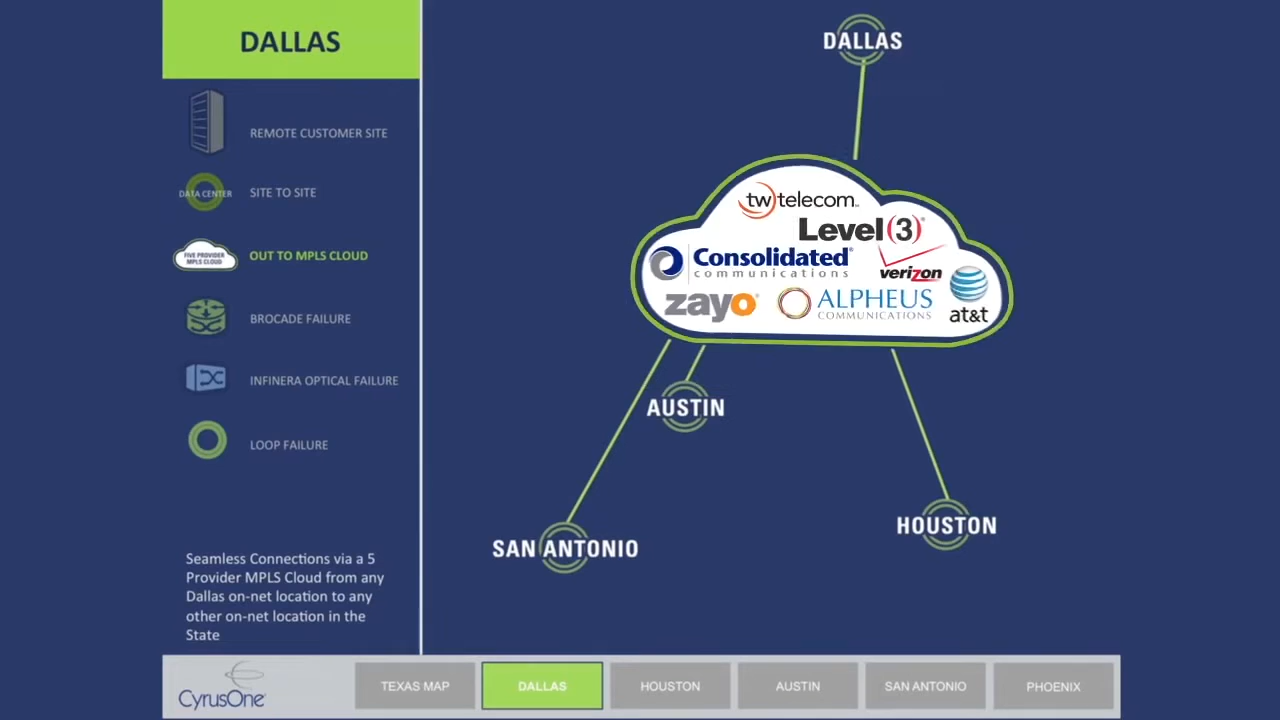 DALLAS
REMOTE CUSTOMER SITE
DATA CENTER
SITE TO SITE
FIVE PROVIDER
MPLS CLOUD
OUT TO MPLS CLOUD
BROCADE FAILURE
INFINERA OPTICAL FAILURE
LOOP FAILURE
Seamless Connections via a 5
Provider MPLS Cloud from any
Dallas on-net location to any
other on-net location in the
State
DALLAS
tw telecom
Level (3)
Consolidated
communications
verizon
zayo
ALPHEUS
COMMUNICATIONS
at&t
AUSTIN
SAN ANTONIO
HOUSTON
CyrusOne
TEXAS MAP
DALLAS
HOUSTON
AUSTIN
SAN ANTONIO
PHOENIX